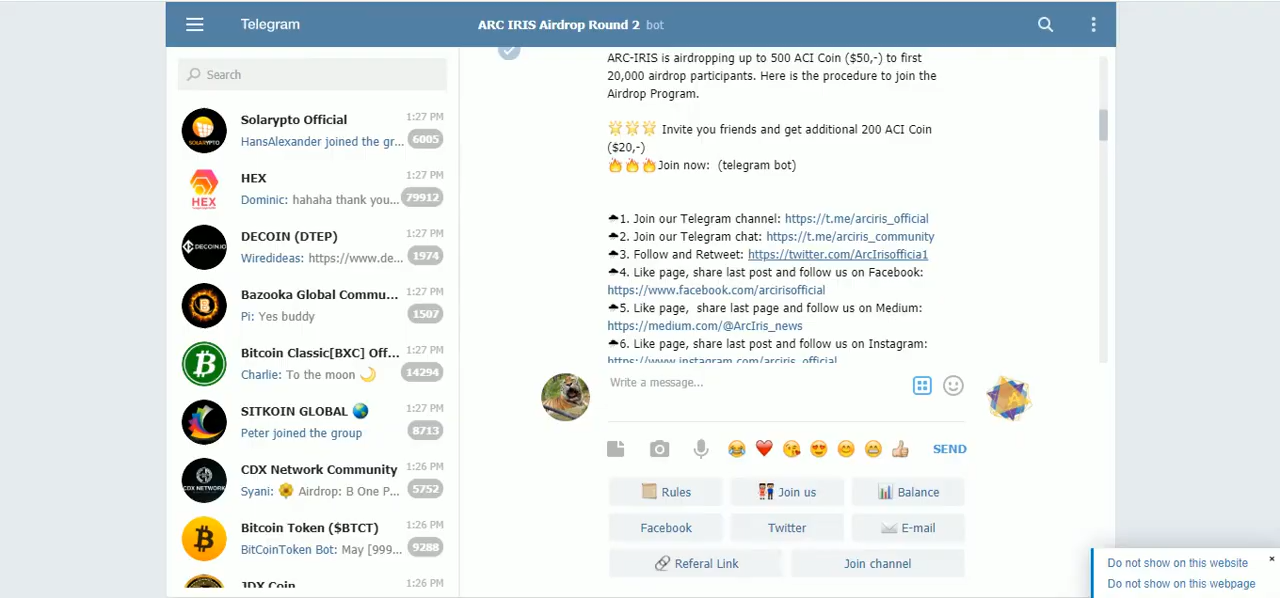 Telegram
ARC IRIS Airdrop Round 2 bot
Search
Solarypto Official 1:27 PM
HansAlexander joined the gr... 6005
HEX 1:27 PM
Dominic: hahaha thank you... 79912
DECOIN (DTEP) 1:27 PM
Wiredideas: https://www.de... 1974
Bazooka Global Commu... 1:27 PM
Pi: Yes buddy 1507
Bitcoin Classic[BXC] Off... 1:27 PM
Charlie: To the moon 🌙 14294
SITKOIN GLOBAL 🌏 1:27 PM
Peter joined the group 8713
CDX Network Community 1:26 PM
Syani: 🌻 Airdrop: B One P... 5752
Bitcoin Token ($BTCT) 1:26 PM
BitCoinToken Bot: May [999... 9288
JDX Coin 1:26 PM
SOLARYPTO
HEX
DECOIN.IO
CDX NETWORK
ARC-IRIS is airdropping up to 500 ACI Coin ($50,-) to first
20,000 airdrop participants. Here is the procedure to join the
Airdrop Program.
🌟🌟🌟 Invite you friends and get additional 200 ACI Coin
($20,-)
🔥🔥🔥Join now: (telegram bot)
☁1. Join our Telegram channel: https://t.me/arciris_official
☁2. Join our Telegram chat: https://t.me/arciris_community
☁3. Follow and Retweet: https://twitter.com/ArcIrisofficia1
☁4. Like page, share last post and follow us on Facebook:
https://www.facebook.com/arcirisofficial
☁5. Like page, share last page and follow us on Medium:
https://medium.com/@ArcIris_news
☁6. Like page, share last post and follow us on Instagram:
https://www.instagram.com/arciris_official
Write a message...
SEND
Rules
Join us
Balance
Facebook
Twitter
E-mail
Referal Link
Join channel
Do not show on this website
Do not show on this webpage